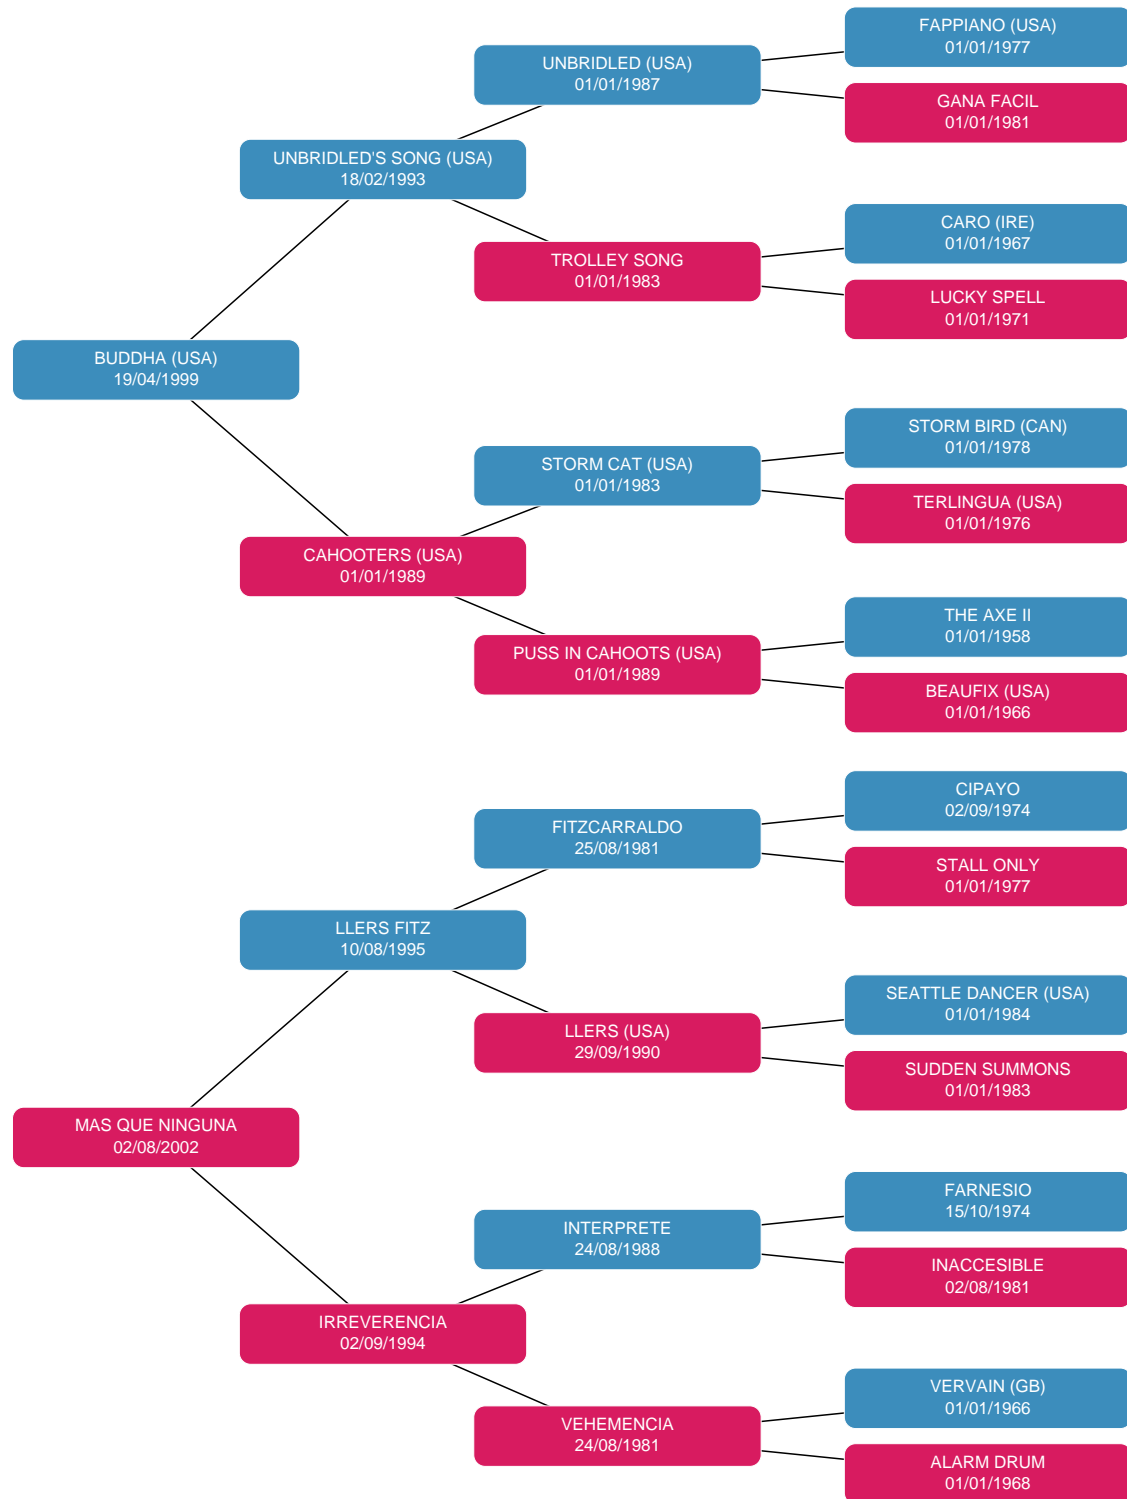 FAPPIANO (USA)
01/01/1977
UNBRIDLED (USA)
01/01/1987
GANA FACIL
01/01/1981
UNBRIDLED'S SONG (USA)
18/02/1993
CARO (IRE)
01/01/1967
TROLLEY SONG
01/01/1983
LUCKY SPELL
01/01/1971
BUDDHA (USA)
19/04/1999
STORM BIRD (CAN)
01/01/1978
STORM CAT (USA)
01/01/1983
TERLINGUA (USA)
01/01/1976
CAHOOTERS (USA)
01/01/1989
THE AXE II
01/01/1958
PUSS IN CAHOOTS (USA)
01/01/1989
BEAUFIX (USA)
01/01/1966
CIPAYO
02/09/1974
FITZCARRALDO
25/08/1981
STALL ONLY
01/01/1977
LLERS FITZ
10/08/1995
SEATTLE DANCER (USA)
01/01/1984
LLERS (USA)
29/09/1990
SUDDEN SUMMONS
01/01/1983
MAS QUE NINGUNA
02/08/2002
FARNESIO
15/10/1974
INTERPRETE
24/08/1988
INACCESIBLE
02/08/1981
IRREVERENCIA
02/09/1994
VERVAIN (GB)
01/01/1966
VEHEMENCIA
24/08/1981
ALARM DRUM
01/01/1968